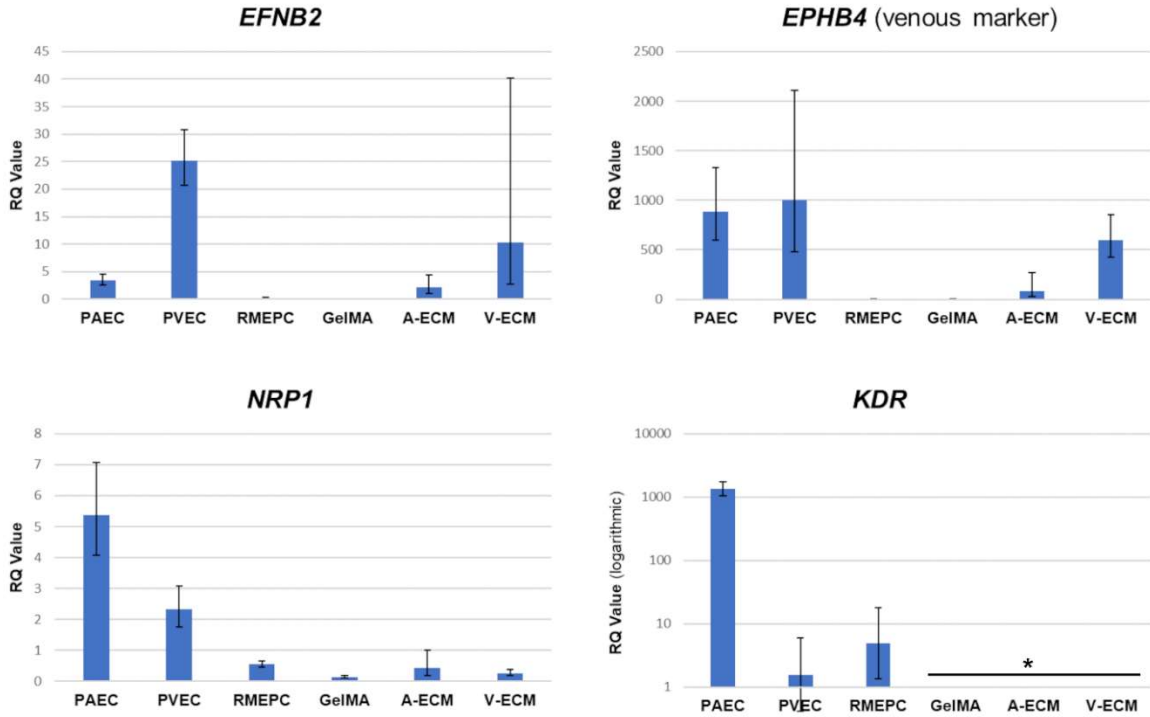 EFNB2
45
40
35
30
25
20
15
10
5
0
RQ Value
PAEC PVEC RMEPC GelMA A-ECM V-ECM
EPHB4 (venous marker)
2500
2000
1500
1000
500
0
RQ Value
PAEC PVEC RMEPC GelMA A-ECM V-ECM
NRP1
8
7
6
5
4
3
2
1
0
RQ Value
PAEC PVEC RMEPC GelMA A-ECM V-ECM
KDR
10000
1000
100
10
1
RQ Value (logarithmic)
*
PAEC PVEC RMEPC GelMA A-ECM V-ECM